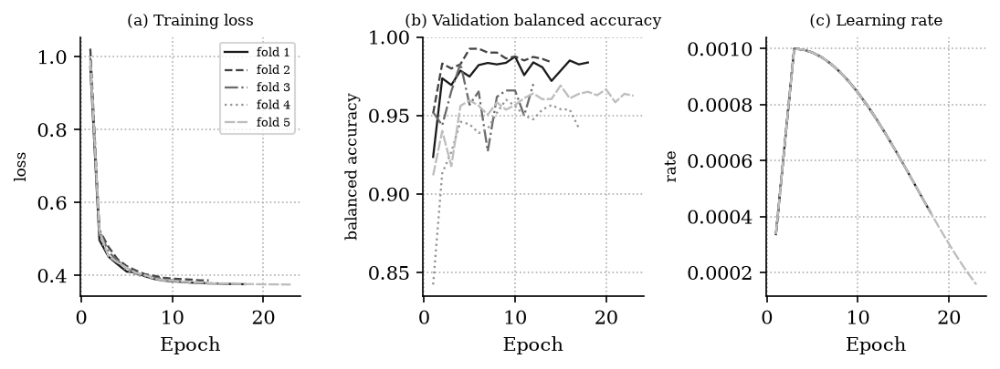 (a) Training loss
1.0
0.8
0.6
0.4
loss
0 10 20
Epoch
fold 1
fold 2
fold 3
fold 4
fold 5
(b) Validation balanced accuracy
1.00
0.95
0.90
0.85
balanced accuracy
0 10 20
Epoch
(c) Learning rate
0.0010
0.0008
0.0006
0.0004
0.0002
rate
0 10 20
Epoch